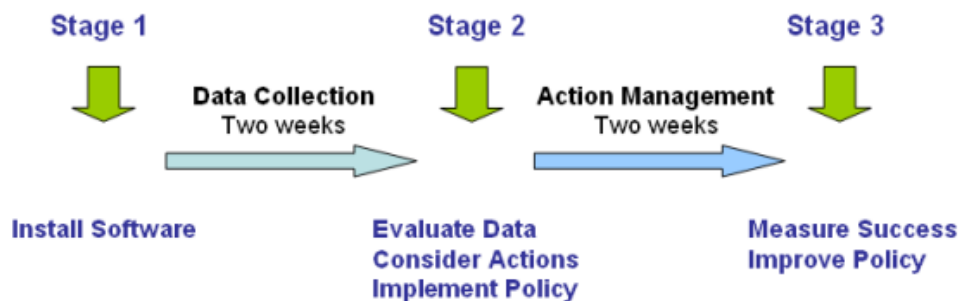 Stage 1
Stage 2
Stage 3
Data Collection
Two weeks
Action Management
Two weeks
Install Software
Evaluate Data
Consider Actions
Implement Policy
Measure Success
Improve Policy